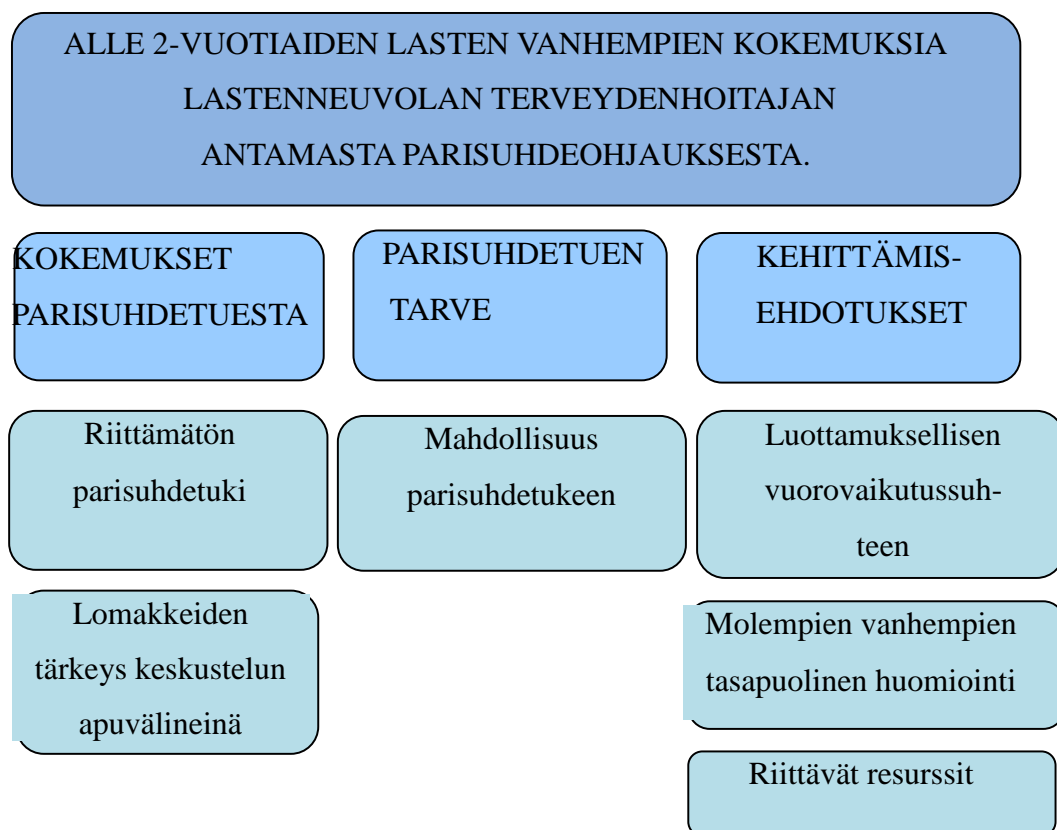 ALLE 2-VUOTIAIDEN LASTEN VANHEMPIEN KOKEMUKSIA
LASTENNEUVOLAN TERVEYDENHOITAJAN
ANTAMASTA PARISUHDEOHJAUKSESTA.
KOKEMUKSET
PARISUHDETUESTA
PARISUHDETUEN
TARVE
KEHITTÄMIS-
EHDOTUKSET
Riittämätön
parisuhdetuki
Lomakkeiden
tärkeys keskustelun
apuvälineinä
Mahdollisuus
parisuhdetukeen
Luottamuksellisen
vuorovaikutussuh-
teen
Molempien vanhempien
tasapuolinen huomiointi
Riittävät resurssit